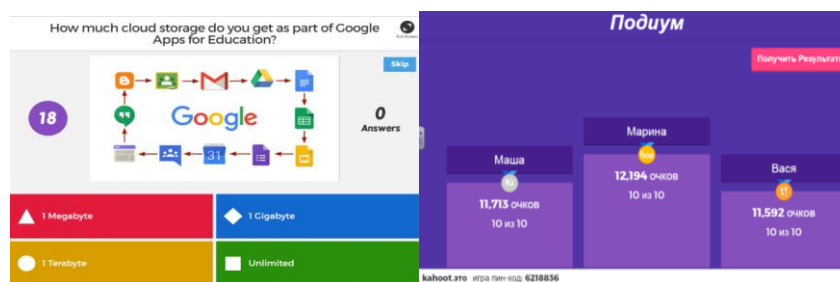 How much cloud storage do you get as part of Google
Apps for Education?
Skip
18
Google
31
0
Answers
1 Megabyte
1 Gigabyte
1 Terabyte
Unlimited
Подиум
Получить Результат
Марина
12,194 очков
10 из 10
Маша
11,713 очков
10 из 10
Вася
11,592 очков
10 из 10
kahoot.это игра пин-код: 6218836